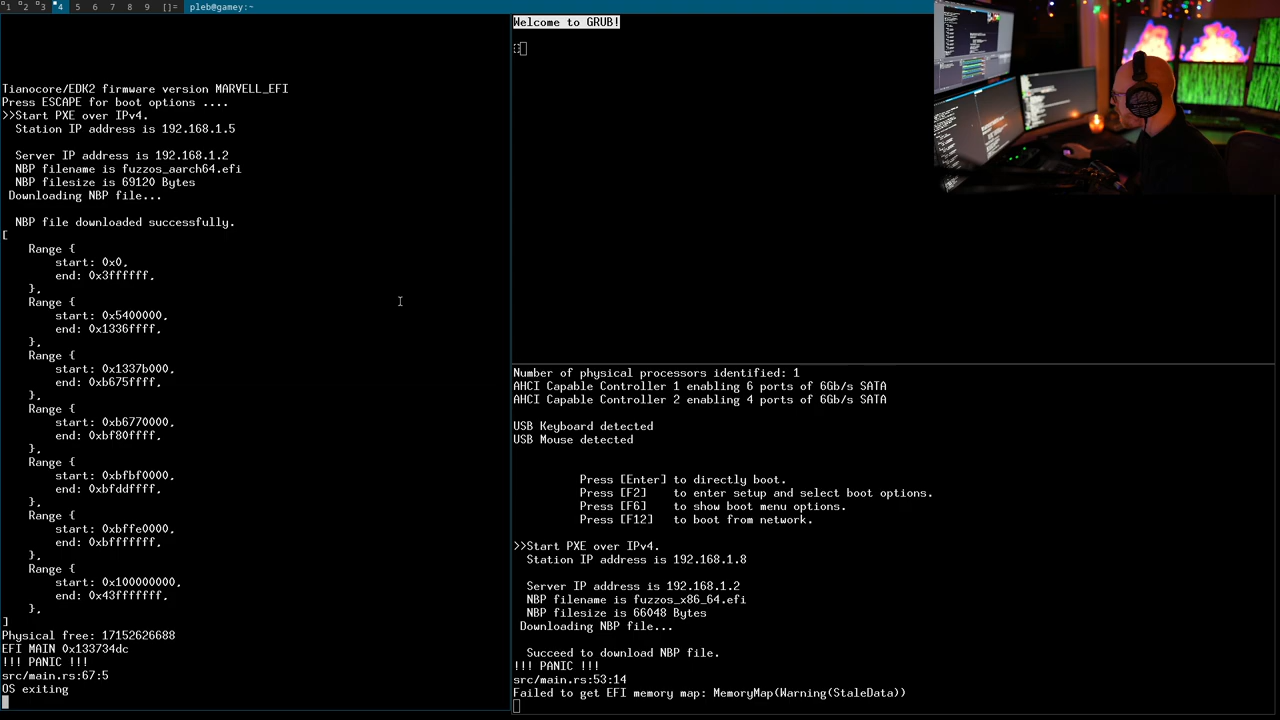 1 2 3 4 5 6 7 8 9 []= pleb@gamey:~
Tianocore/EDK2 firmware version MARVELL_EFI
Press ESCAPE for boot options ....
>>Start PXE over IPv4.
Station IP address is 192.168.1.5
Server IP address is 192.168.1.2
NBP filename is fuzzos_aarch64.efi
NBP filesize is 69120 Bytes
Downloading NBP file...
NBP file downloaded successfully.
[
Range {
start: 0x0,
end: 0x3ffffff,
},
Range {
start: 0x5400000,
end: 0x1336ffff,
},
Range {
start: 0x1337b000,
end: 0xb675ffff,
},
Range {
start: 0xb6770000,
end: 0xbf80ffff,
},
Range {
start: 0xbfbf0000,
end: 0xbfddffff,
},
Range {
start: 0xbffe0000,
end: 0xbfffffff,
},
Range {
start: 0x100000000,
end: 0x43fffffff,
},
]
Physical free: 17152626688
EFI MAIN 0x133734dc
!!! PANIC !!!
src/main.rs:67:5
OS exiting
Welcome to GRUB!
Number of physical processors identified: 1
AHCI Capable Controller 1 enabling 6 ports of 6Gb/s SATA
AHCI Capable Controller 2 enabling 4 ports of 6Gb/s SATA
USB Keyboard detected
USB Mouse detected
Press [Enter] to directly boot.
Press [F2] to enter setup and select boot options.
Press [F6] to show boot menu options.
Press [F12] to boot from network.
>>Start PXE over IPv4.
Station IP address is 192.168.1.8
Server IP address is 192.168.1.2
NBP filename is fuzzos_x86_64.efi
NBP filesize is 66048 Bytes
Downloading NBP file...
Succeed to download NBP file.
!!! PANIC !!!
src/main.rs:53:14
Failed to get EFI memory map: MemoryMap(Warning(StaleData))